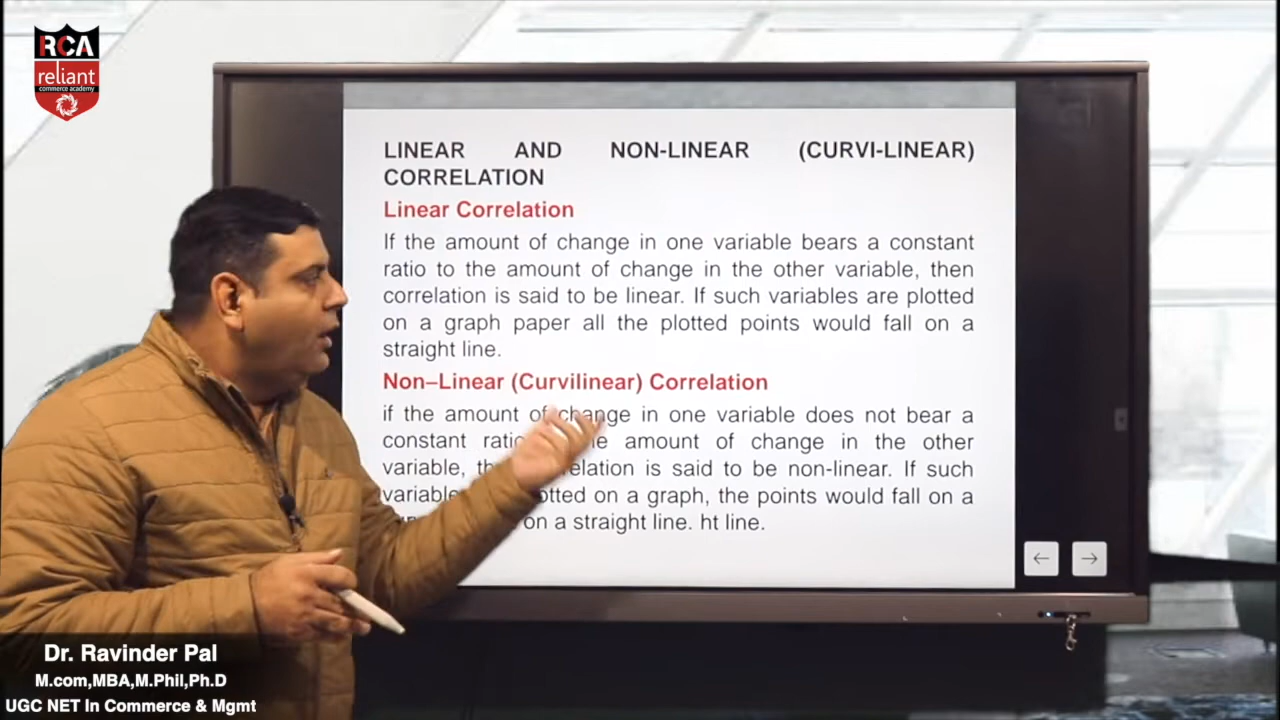 RCA
reliant
commerce academy
LINEAR AND NON-LINEAR (CURVI-LINEAR)
CORRELATION
Linear Correlation
If the amount of change in one variable bears a constant
ratio to the amount of change in the other variable, then
correlation is said to be linear. If such variables are plotted
on a graph paper all the plotted points would fall on a
straight line.
Non–Linear (Curvilinear) Correlation
if the amount of change in one variable does not bear a
constant amount of change in the other
variable, is said to be non-linear. If such
on a graph, the points would fall on a
on a straight line. ht line.
Dr. Ravinder Pal
M.com,MBA,M.Phil,Ph.D
UGC NET In Commerce & Mgmt